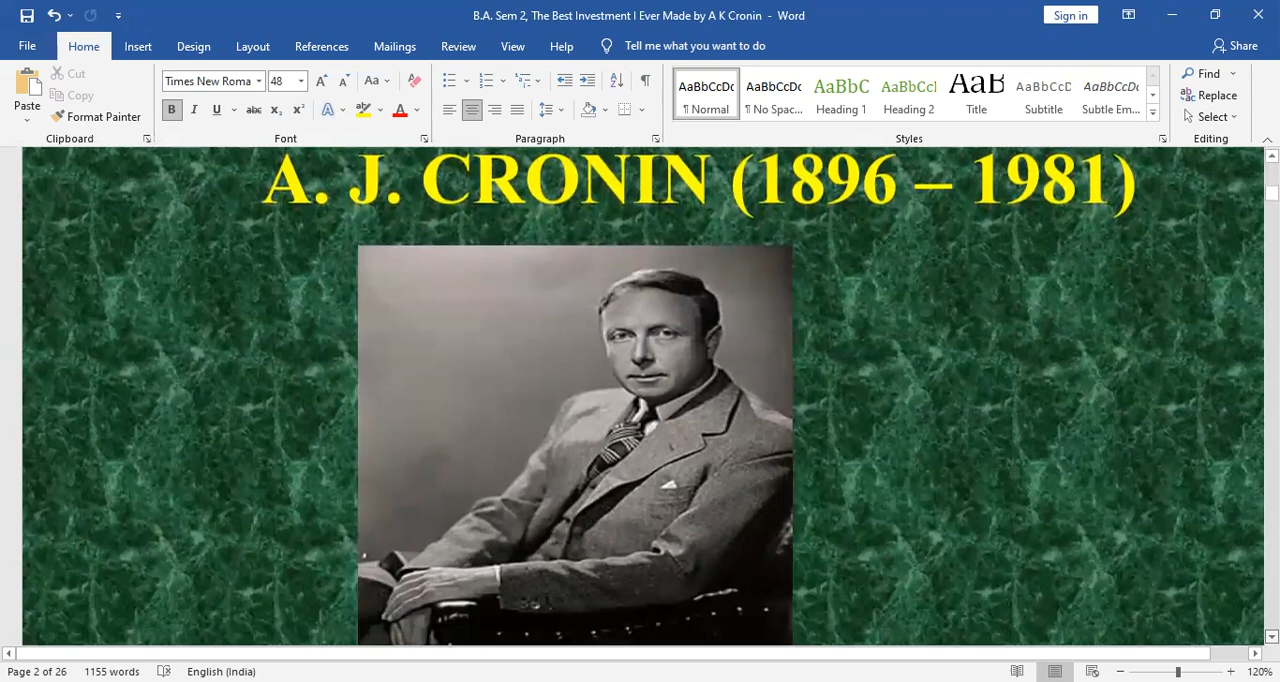 B.A. Sem 2, The Best Investment I Ever Made by A K Cronin - Word
Sign in
File Home Insert Design Layout References Mailings Review View Help Tell me what you want to do Share
Paste
Cut
Copy
Format Painter
Clipboard
Times New Roma 48
Font
Paragraph
AaBbCcDc AaBbCcDc AaBbC AaBbCcl AaB AaBbCcD AaBbCcDc
¶ Normal ¶ No Spac... Heading 1 Heading 2 Title Subtitle Subtle Em...
Styles
Find
Replace
Select
Editing
A. J. CRONIN (1896 – 1981)
Page 2 of 26 1155 words English (India) 120%